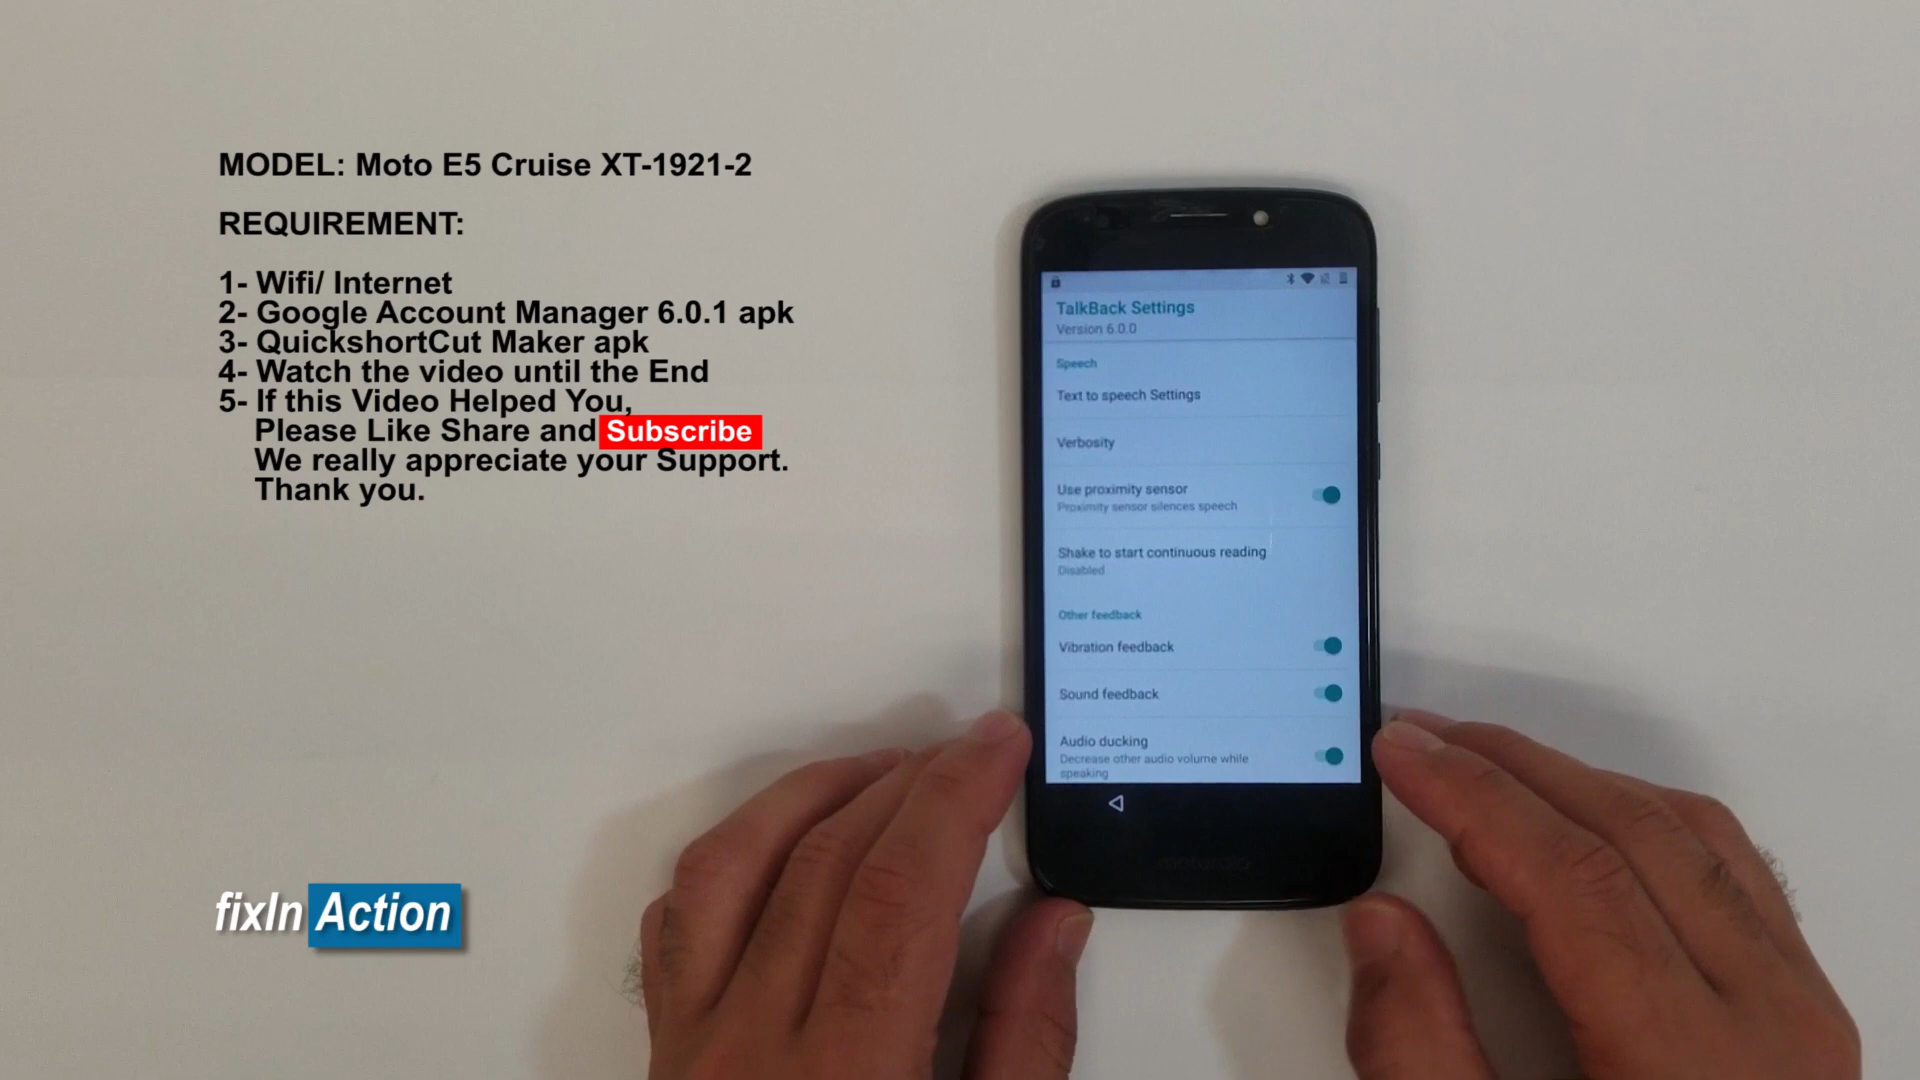 MODEL: Moto E5 Cruise XT-1921-2
REQUIREMENT:
1- Wifi/ Internet
2- Google Account Manager 6.0.1 apk
3- QuickshortCut Maker apk
4- Watch the video until the End
5- If this Video Helped You,
Please Like Share and Subscribe
We really appreciate your Support.
Thank you.
fixIn Action
TalkBack Settings
Version 6.0.0
Speech
Text to speech Settings
Verbosity
Use proximity sensor
Proximity sensor silences speech
Shake to start continuous reading
Disabled
Other feedback
Vibration feedback
Sound feedback
Audio ducking
Decrease other audio volume while
speaking
motorola